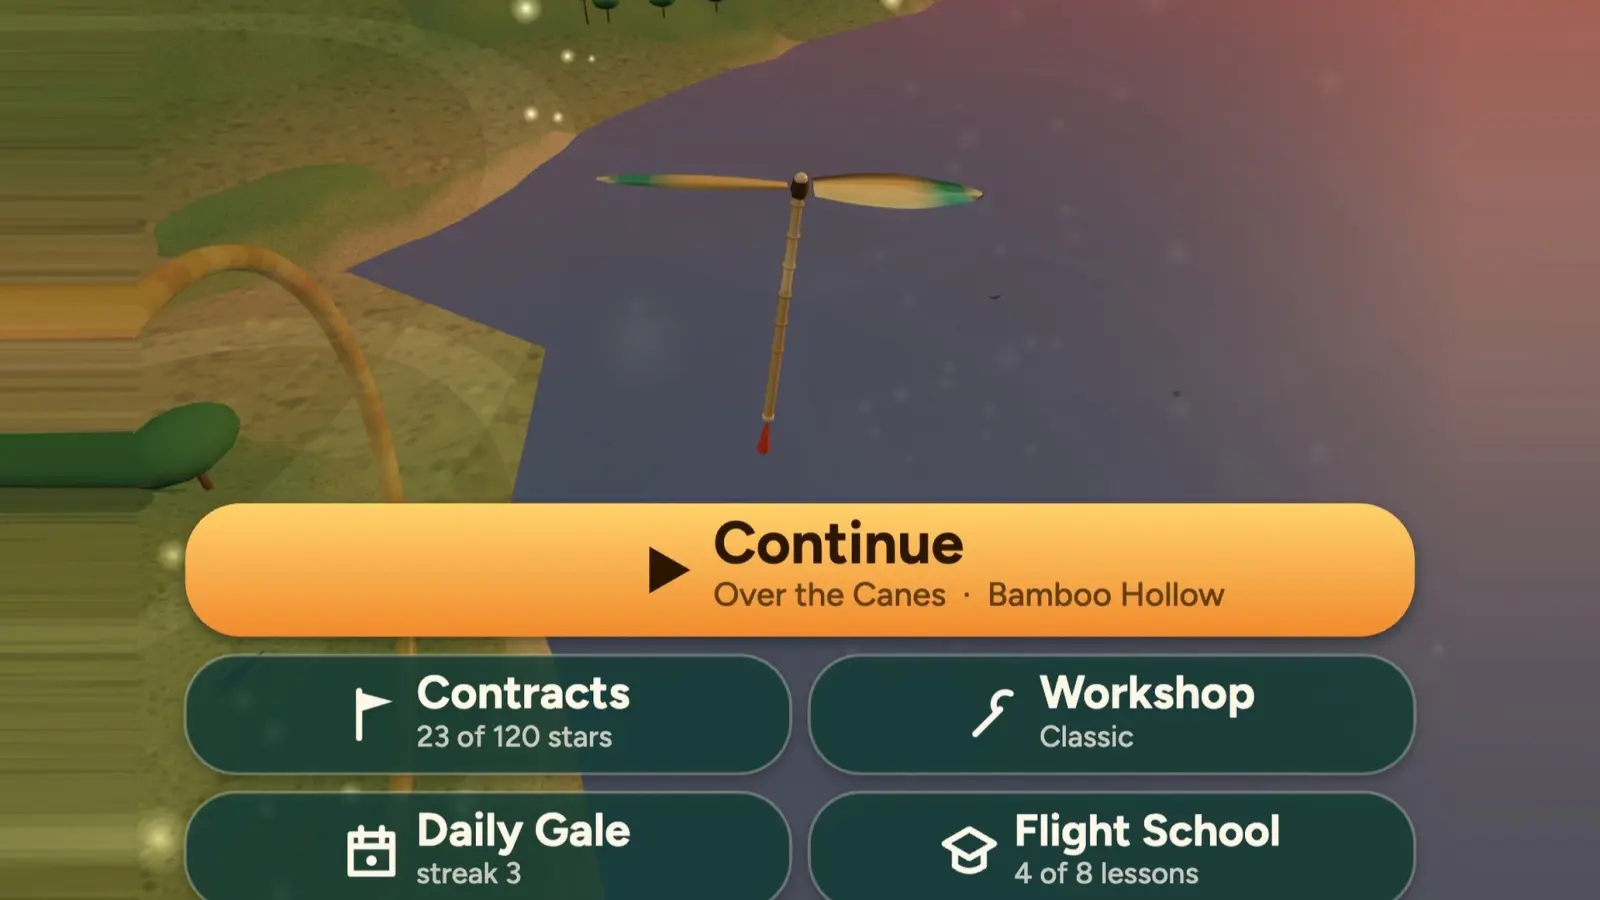 Continue
Over the Canes · Bamboo Hollow
Contracts
23 of 120 stars
Workshop
Classic
Daily Gale
streak 3
Flight School
4 of 8 lessons